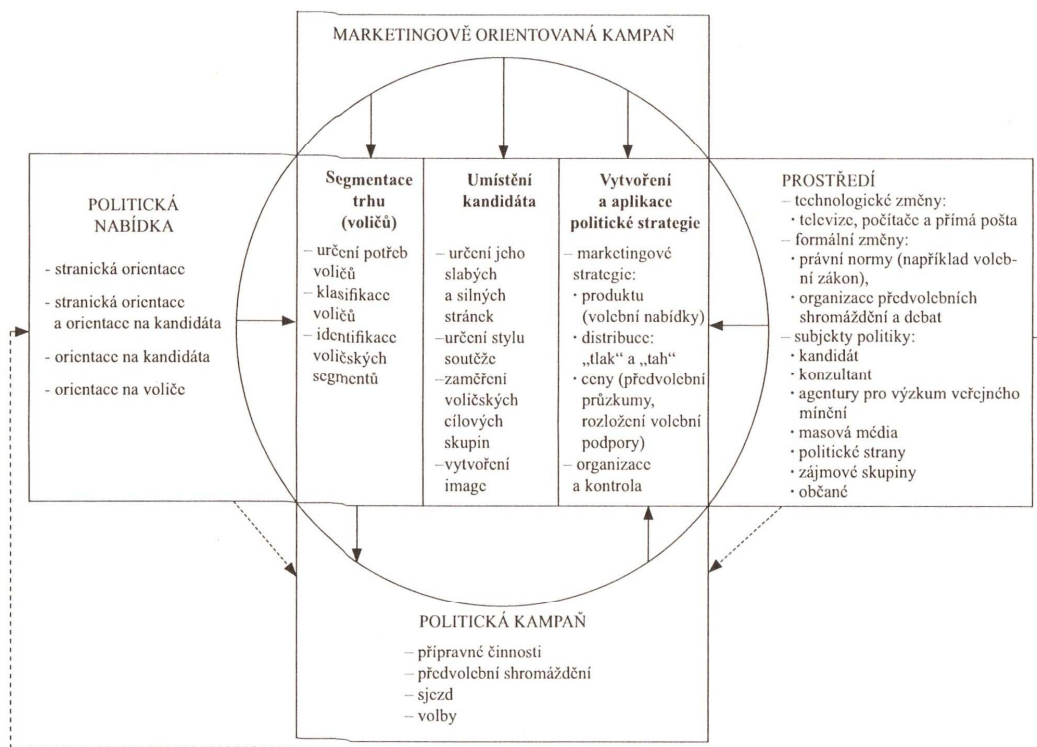 MARKETINGOVĚ ORIENTOVANÁ KAMPAŇ
POLITICKÁ
NABÍDKA
- stranická orientace
- stranická orientace
a orientace na kandidáta
- orientace na kandidáta
- orientace na voliče
Segmentace
trhu
(voličů)
– určení potřeb
voličů
– klasifikace
voličů
– identifikace
voličských
segmentů
Umístění
kandidáta
– určení jeho
slabých
a silných
stránek
– určení stylu
soutěže
– zaměření
voličských
cílových
skupin
– vytvoření
image
Vytvoření
a aplikace
politické strategie
– marketingové
strategie:
· produktu
(volební nabídky)
· distribuce:
„tlak“ a „tah“
· ceny (předvolební
průzkumy,
rozložení volební
podpory)
– organizace
a kontrola
PROSTŘEDÍ
– technologické změny:
· televize, počítače a přímá pošta
– formální změny:
· právní normy (například voleb-
ní zákon),
· organizace předvolebních
shromáždění a debat
– subjekty politiky:
· kandidát
· konzultant
· agentury pro výzkum veřejného
mínění
· masová média
· politické strany
· zájmové skupiny
· občané
POLITICKÁ KAMPAŇ
– přípravné činnosti
– předvolební shromáždění
– sjezd
– volby